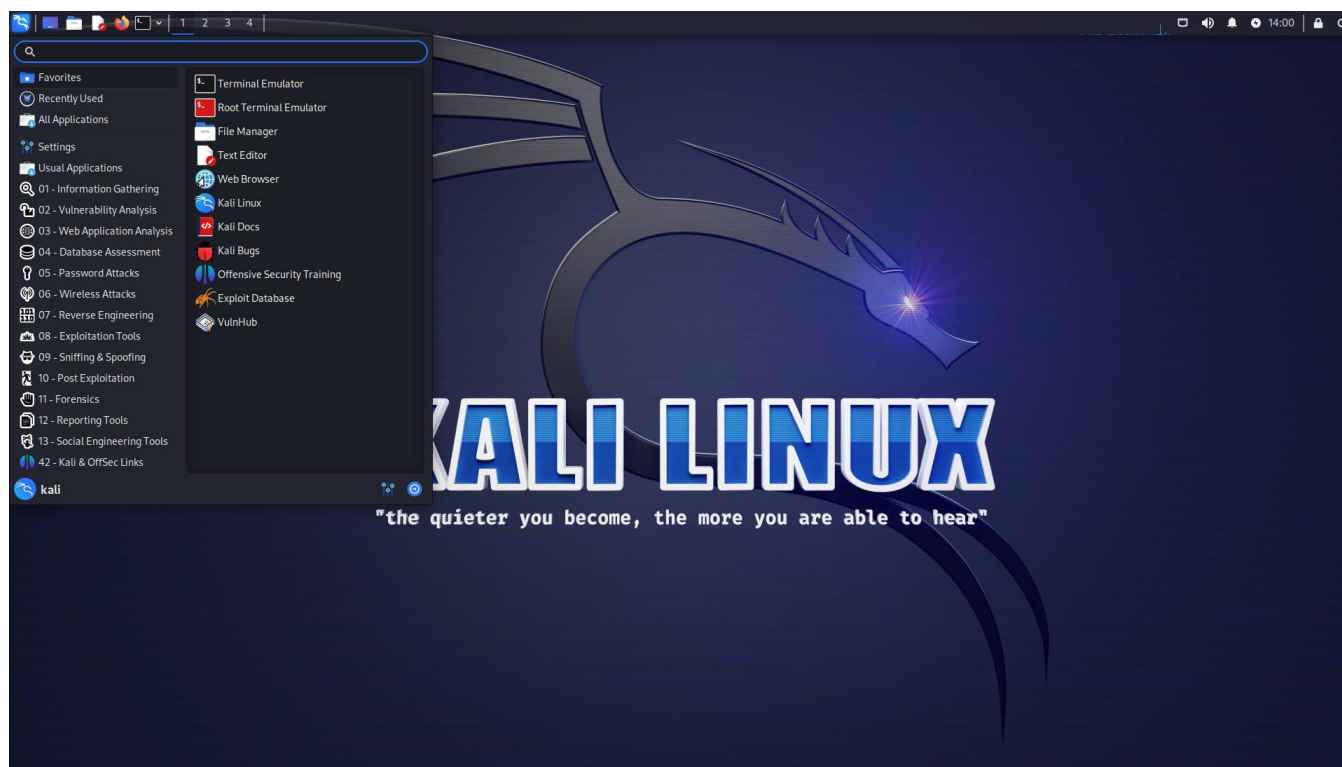 1 2 3 4
14:00
Favorites
Recently Used
All Applications
Settings
Usual Applications
01 - Information Gathering
02 - Vulnerability Analysis
03 - Web Application Analysis
04 - Database Assessment
05 - Password Attacks
06 - Wireless Attacks
07 - Reverse Engineering
08 - Exploitation Tools
09 - Sniffing & Spoofing
10 - Post Exploitation
11 - Forensics
12 - Reporting Tools
13 - Social Engineering Tools
42 - Kali & OffSec Links
Terminal Emulator
Root Terminal Emulator
File Manager
Text Editor
Web Browser
Kali Linux
Kali Docs
Kali Bugs
Offensive Security Training
Exploit Database
VulnHub
kali
KALI LINUX
"the quieter you become, the more you are able to hear"